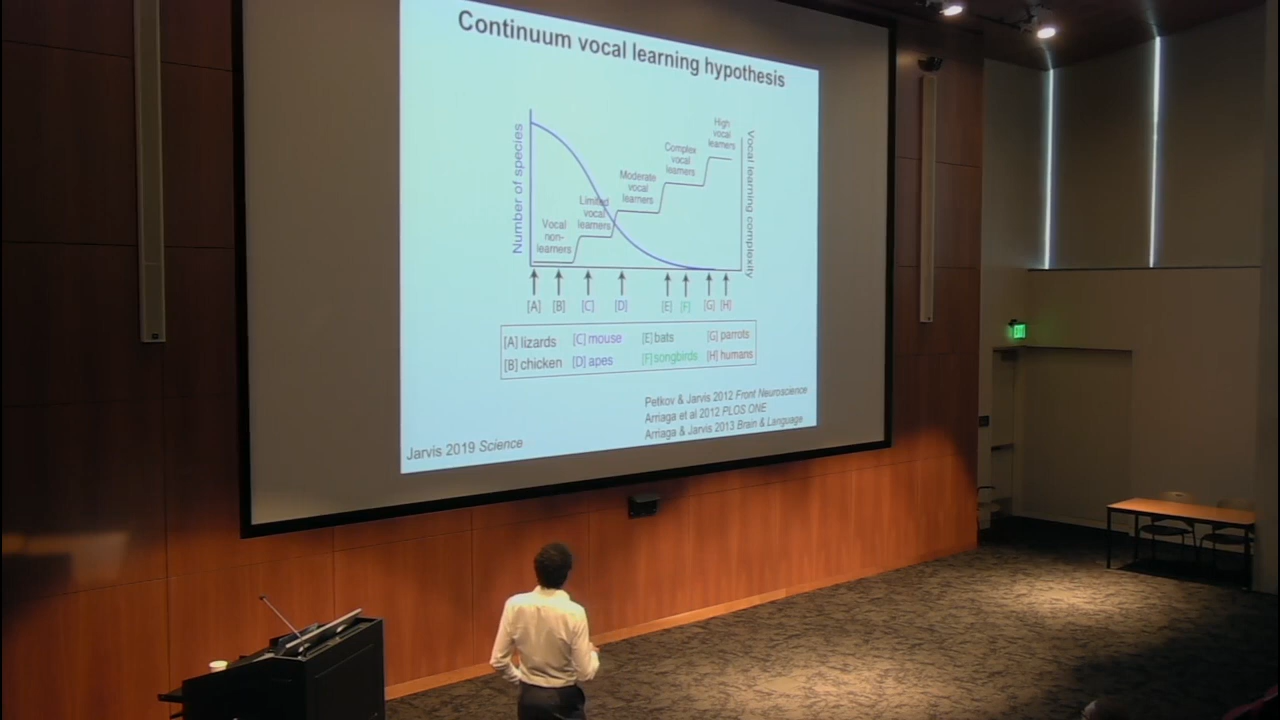 Continuum vocal learning hypothesis
Number of species
Vocal
non-
learners
Limited
vocal
learners
Moderate
vocal
learners
Complex
vocal
learners
High
vocal
learners
Vocal learning complexity
[A] [B] [C] [D] [E] [F] [G] [H]
[A] lizards [C] mouse [E] bats [G] parrots
[B] chicken [D] apes [F] songbirds [H] humans
Petkov & Jarvis 2012 Front Neuroscience
Arriaga et al 2012 PLOS ONE
Arriaga & Jarvis 2013 Brain & Language
Jarvis 2019 Science